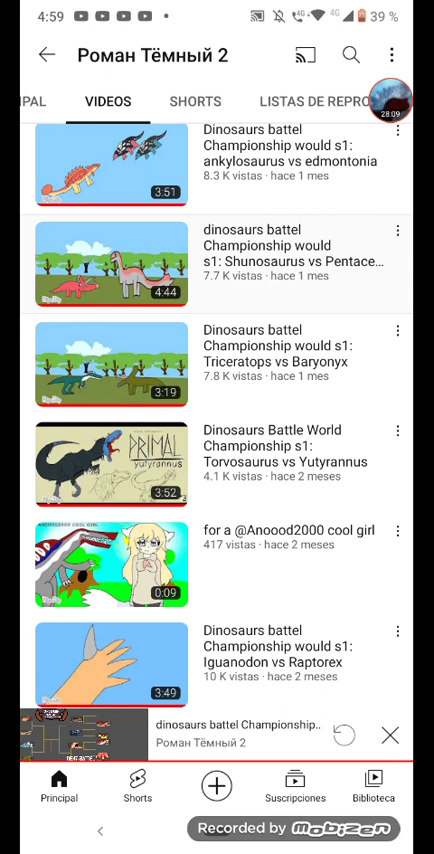 4:59
4G
4G
39 %
Роман Тёмный 2
IPAL
VIDEOS
SHORTS
LISTAS DE REPRO
28:09
Dinosaurs battel
Championship would s1:
ankylosaurus vs edmontonia
8.3 K vistas · hace 1 mes
3:51
dinosaurs battel
Championship would
s1: Shunosaurus vs Pentace...
7.7 K vistas · hace 1 mes
4:44
Dinosaurs battel
Championship would s1:
Triceratops vs Baryonyx
7.8 K vistas · hace 1 mes
3:19
Dinosaurs Battle World
Championship s1:
Torvosaurus vs Yutyrannus
4.1 K vistas · hace 2 meses
PRIMAL
yutyrannus
3:52
for a @Anoood2000 cool girl
417 vistas · hace 2 meses
ANOOOD2000 COOL GIRL
0:09
Dinosaurs battel
Championship would s1:
Iguanodon vs Raptorex
10 K vistas · hace 2 meses
3:49
dinosaurs battel Championship..
Роман Тёмный 2
Principal
Shorts
Suscripciones
Biblioteca
Recorded by mobizen